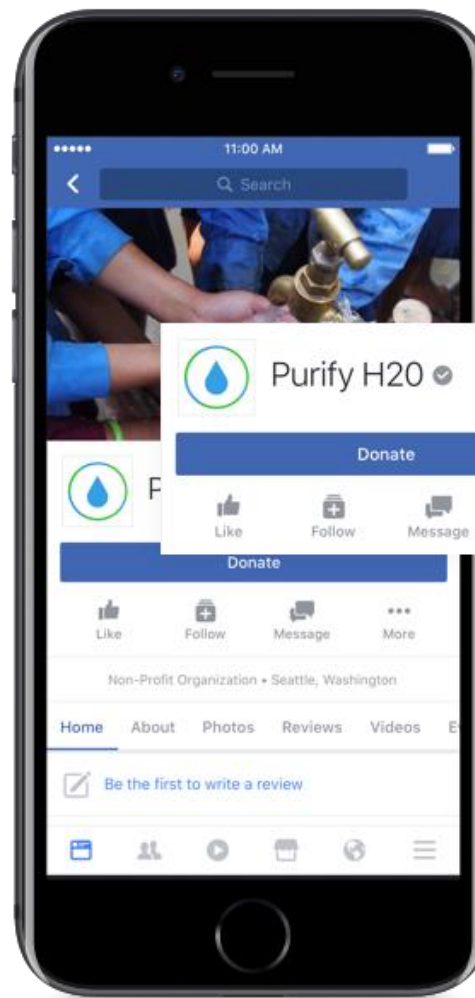 11:00 AM
Search
Purify H20
Donate
Like Follow Message
P
Donate
Like Follow Message More
Non-Profit Organization • Seattle, Washington
Home About Photos Reviews Videos E
Be the first to write a review